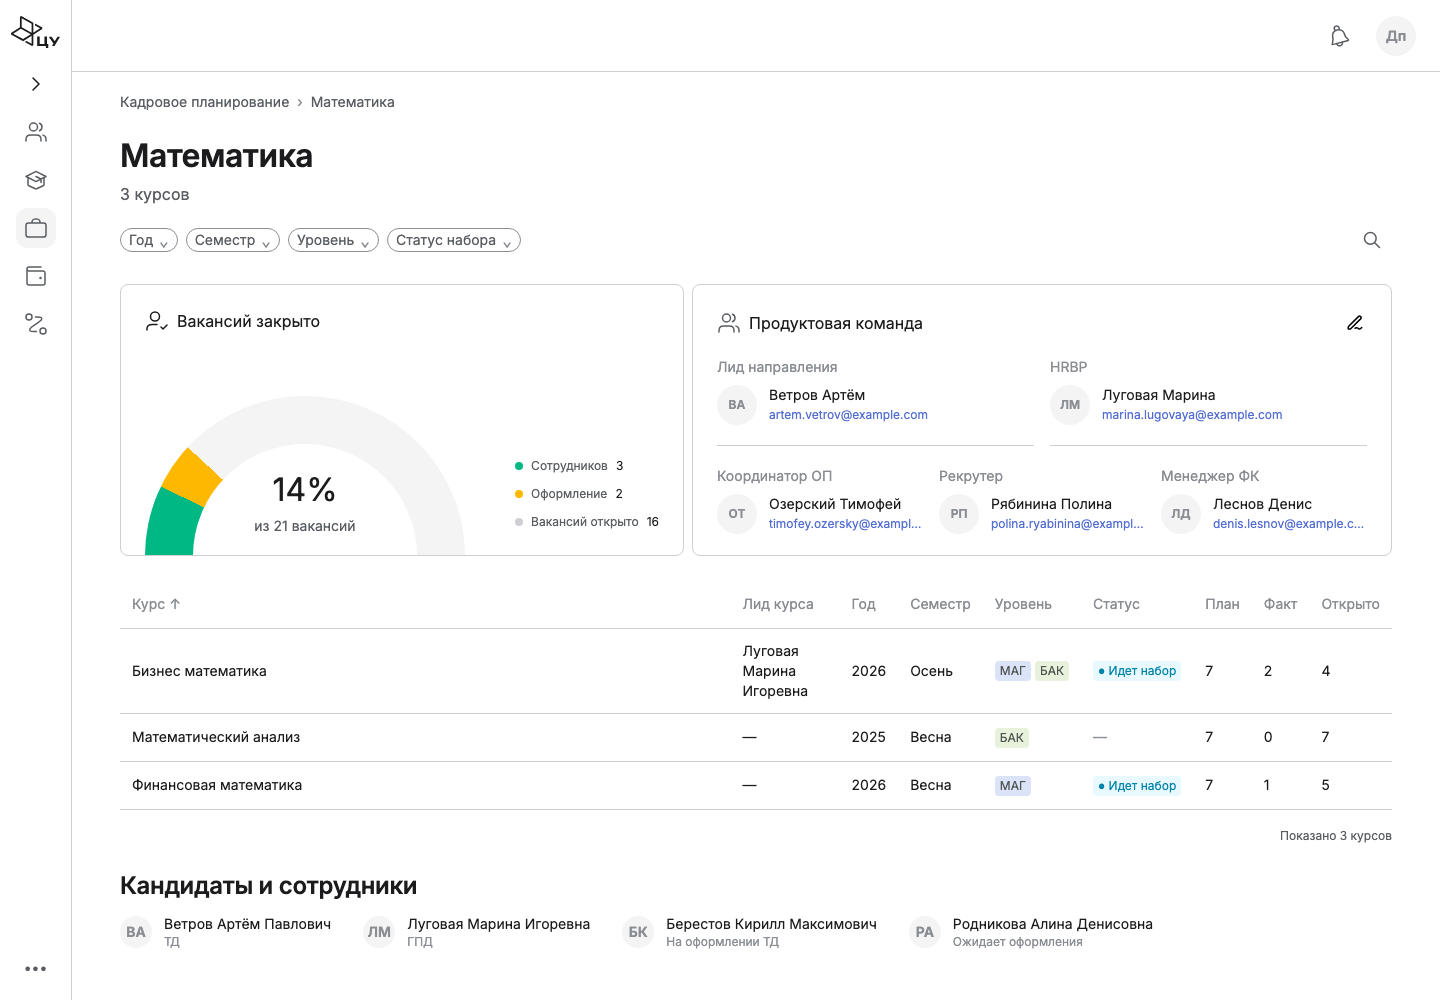 ЦУ
Дп
Кадровое планирование › Математика
Математика
3 курсов
Год
Семестр
Уровень
Статус набора
Вакансий закрыто
14%
из 21 вакансий
Сотрудников 3
Оформление 2
Вакансий открыто 16
Продуктовая команда
Лид направления
ВА
Ветров Артём
artem.vetrov@example.com
HRBP
ЛМ
Луговая Марина
marina.lugovaya@example.com
Координатор ОП
ОТ
Озерский Тимофей
timofey.ozersky@exampl...
Рекрутер
РП
Рябинина Полина
polina.ryabinina@exampl...
Менеджер ФК
ЛД
Леснов Денис
denis.lesnov@example.c...
Курс ↑ Лид курса Год Семестр Уровень Статус План Факт Открыто
Бизнес математика
Луговая
Марина
Игоревна
2026 Осень МАГ БАК Идет набор 7 2 4
Математический анализ — 2025 Весна БАК — 7 0 7
Финансовая математика — 2026 Весна МАГ Идет набор 7 1 5
Показано 3 курсов
Кандидаты и сотрудники
ВА
Ветров Артём Павлович
ТД
ЛМ
Луговая Марина Игоревна
ГПД
БК
Берестов Кирилл Максимович
На оформлении ТД
РА
Родникова Алина Денисовна
Ожидает оформления